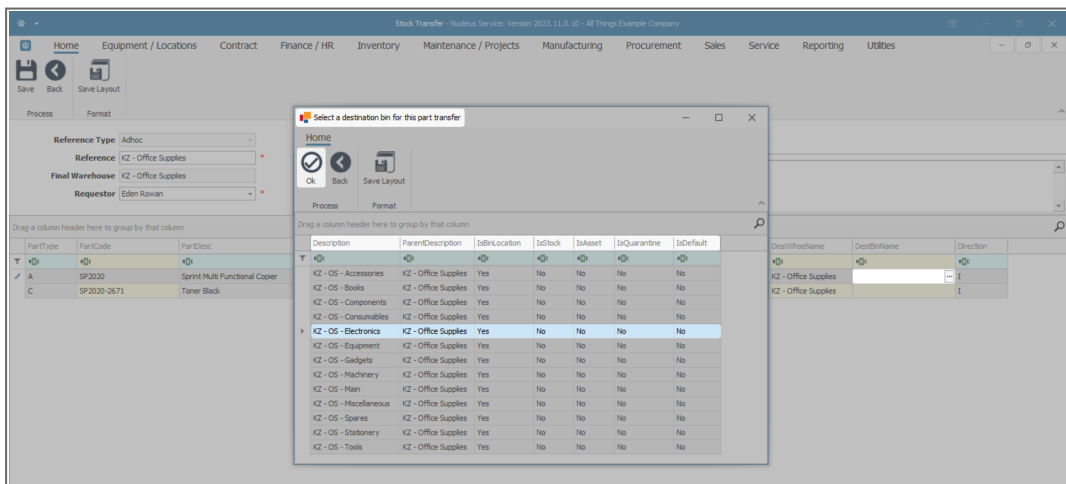 Stock Transfer - Nucleus Service: Version 2023.11.0.10 - All Things Example Company
Home Equipment / Locations Contract Finance / HR Inventory Maintenance / Projects Manufacturing Procurement Sales Service Reporting Utilities
Save Back Save Layout
Process Format
Reference Type Adhoc
Reference KZ - Office Supplies *
Final Warehouse KZ - Office Supplies
Requestor Eden Rowan *
Drag a column header here to group by that column
PartType PartCode PartDesc DestWhseName DestBinName Direction
A SP2020 Sprint Multi Functional Copier KZ - Office Supplies ... I
C SP2020-2671 Toner Black KZ - Office Supplies I
Select a destination bin for this part transfer
Home
Ok Back Save Layout
Process Format
Drag a column header here to group by that column
Description ParentDescription IsBinLocation IsStock IsAsset IsQuarantine IsDefault
KZ - OS - Accessories KZ - Office Supplies Yes No No No No
KZ - OS - Books KZ - Office Supplies Yes No No No No
KZ - OS - Components KZ - Office Supplies Yes No No No No
KZ - OS - Consumables KZ - Office Supplies Yes No No No No
KZ - OS - Electronics KZ - Office Supplies Yes No No No No
KZ - OS - Equipment KZ - Office Supplies Yes No No No No
KZ - OS - Gadgets KZ - Office Supplies Yes No No No No
KZ - OS - Machinery KZ - Office Supplies Yes No No No No
KZ - OS - Main KZ - Office Supplies Yes No No No No
KZ - OS - Miscellaneous KZ - Office Supplies Yes No No No No
KZ - OS - Spares KZ - Office Supplies Yes No No No No
KZ - OS - Stationery KZ - Office Supplies Yes No No No No
KZ - OS - Tools KZ - Office Supplies Yes No No No No